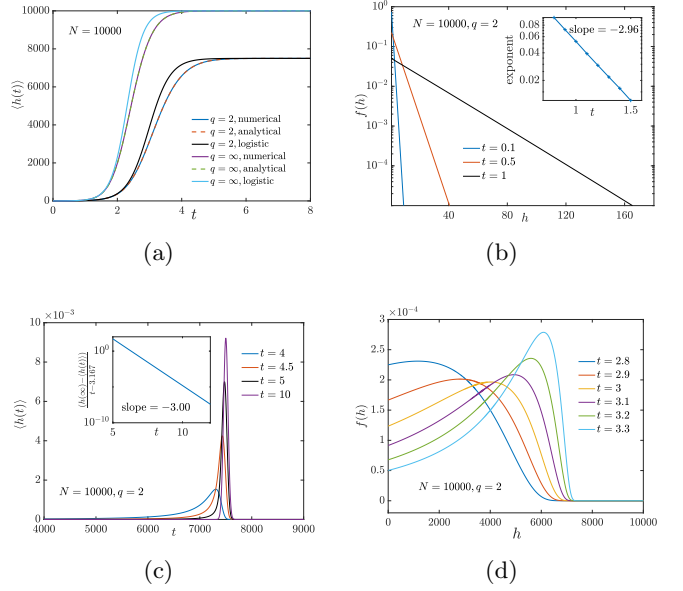 10000
8000
6000
4000
2000
0
⟨h(t)⟩
N = 10000
q = 2, numerical
q = 2, analytical
q = 2, logistic
q = ∞, numerical
q = ∞, analytical
q = ∞, logistic
0 2 4 6 8
t
(a)
10^0
10^-1
10^-2
10^-3
10^-4
f(h)
N = 10000, q = 2
t = 0.1
t = 0.5
t = 1
40 80 120 160
h
0.08
0.06
0.04
0.02
exponent
slope = −2.96
1 1.5
t
(b)
×10^-3
10
8
6
4
2
0
⟨h(t)⟩
10^0
10^-10
⟨h(∞)−⟨h(t)⟩⟩
t−3.167
slope = −3.00
5 t 10
t = 4
t = 4.5
t = 5
t = 10
N = 10000, q = 2
4000 5000 6000 7000 8000 9000
t
(c)
×10^-4
3
2.5
2
1.5
1
0.5
0
f(h)
t = 2.8
t = 2.9
t = 3
t = 3.1
t = 3.2
t = 3.3
N = 10000, q = 2
0 2000 4000 6000 8000 10000
h
(d)